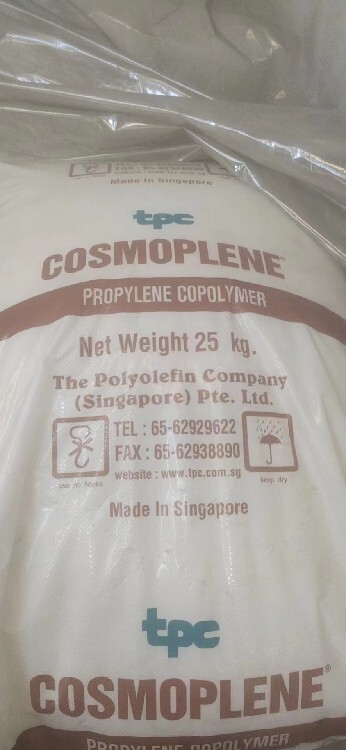 Made In Singapore
tpc
COSMOPLENE®
PROPYLENE COPOLYMER
Net Weight 25 kg.
The Polyolefin Company
(Singapore) Pte. Ltd.
TEL : 65-62929622
FAX : 65-62938890
website : www.tpc.com.sg
use no hooks
keep dry
Made In Singapore
tpc
COSMOPLENE®
PROPYLENE COPOLYMER